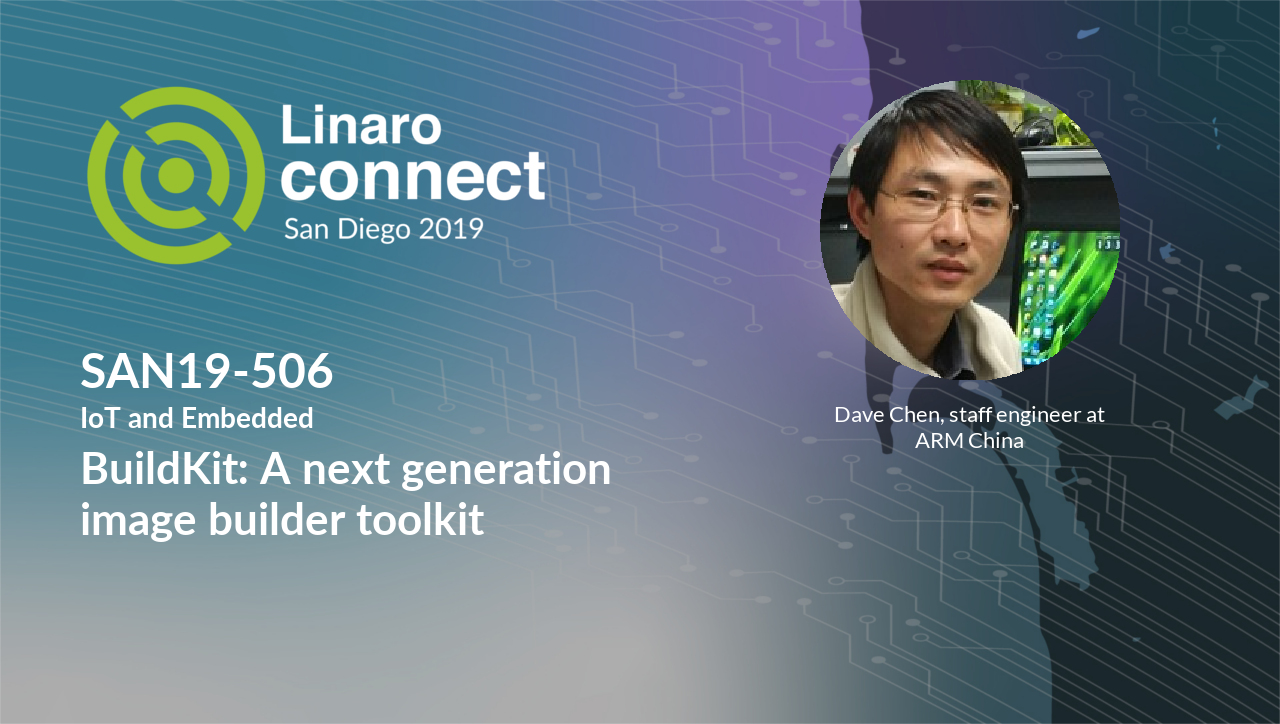 Linaro
connect
San Diego 2019
SAN19-506
IoT and Embedded
BuildKit: A next generation
image builder toolkit
Dave Chen, staff engineer at
ARM China